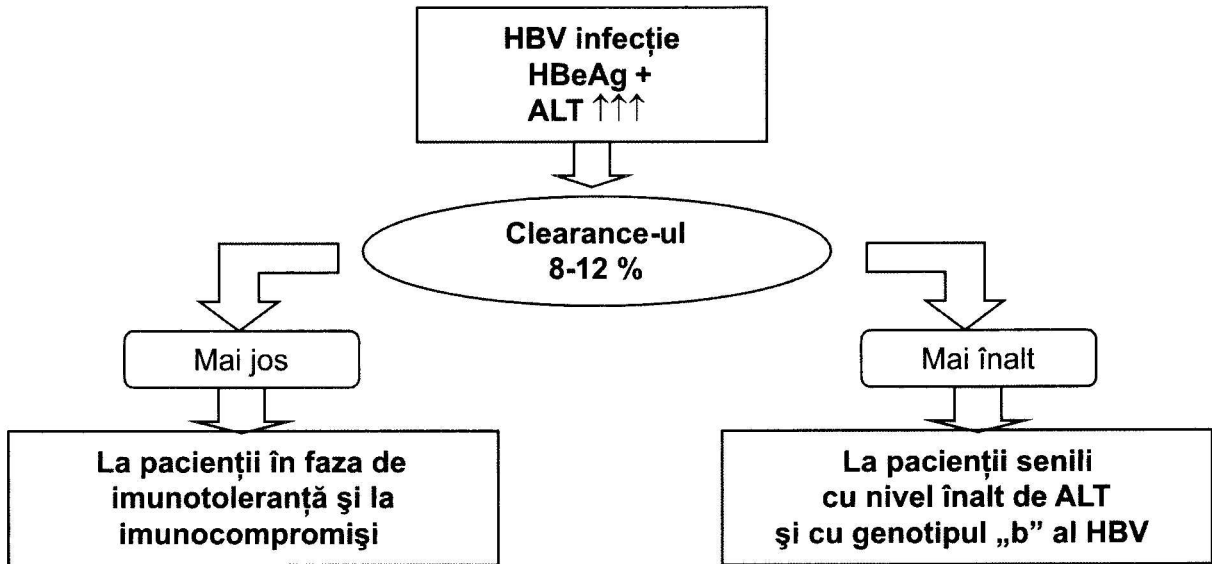 HBV infecție
HBeAg +
ALT ↑↑↑
Clearance-ul
8-12 %
Mai jos
Mai înalt
La pacienții în faza de
imunotoleranță şi la
imunocompromişi
La pacienții senili
cu nivel înalt de ALT
şi cu genotipul „b” al HBV